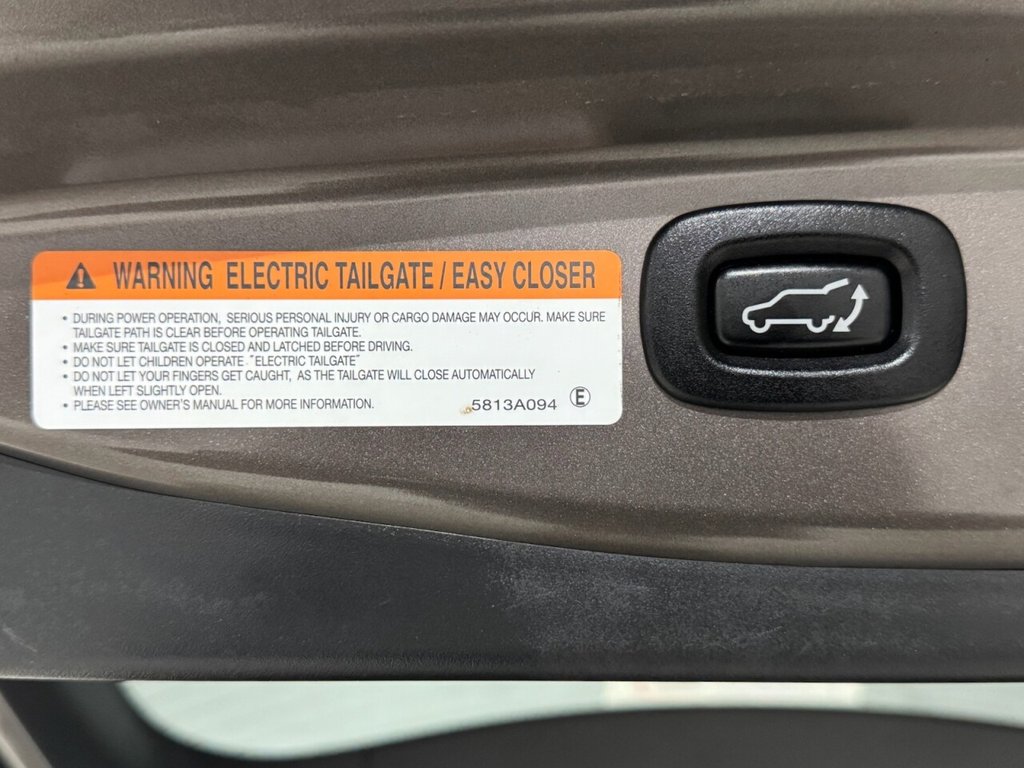 WARNING ELECTRIC TAILGATE / EASY CLOSER
• DURING POWER OPERATION, SERIOUS PERSONAL INJURY OR CARGO DAMAGE MAY OCCUR. MAKE SURE
TAILGATE PATH IS CLEAR BEFORE OPERATING TAILGATE.
• MAKE SURE TAILGATE IS CLOSED AND LATCHED BEFORE DRIVING.
• DO NOT LET CHILDREN OPERATE "ELECTRIC TAILGATE"
• DO NOT LET YOUR FINGERS GET CAUGHT, AS THE TAILGATE WILL CLOSE AUTOMATICALLY
WHEN LEFT SLIGHTLY OPEN.
• PLEASE SEE OWNER'S MANUAL FOR MORE INFORMATION. 5813A094 Ⓔ